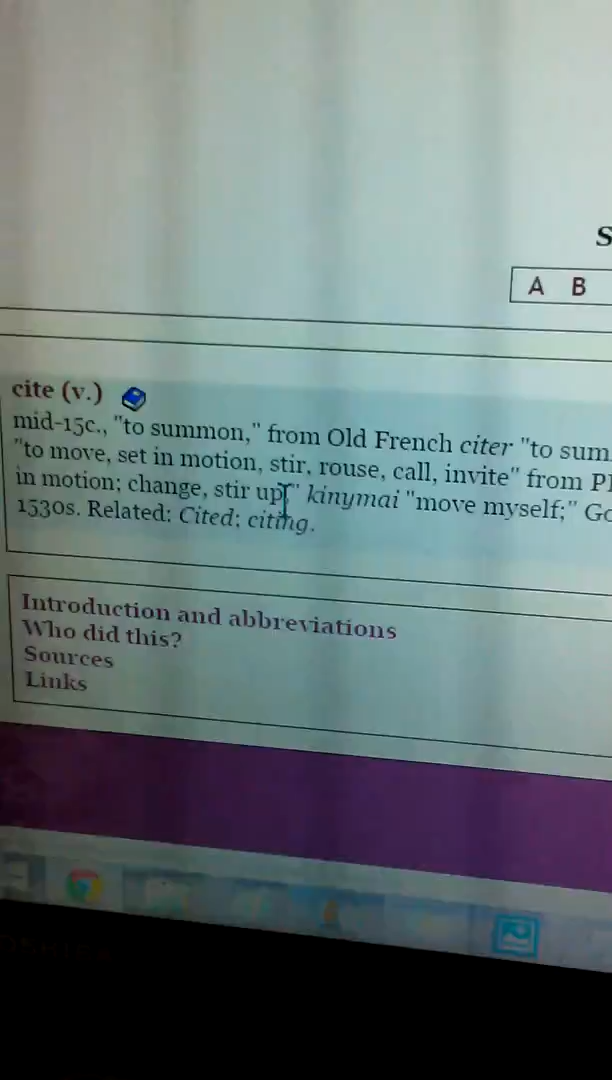 S
A B
cite (v.)
mid-15c., "to summon," from Old French citer "to sum
"to move, set in motion, stir, rouse, call, invite" from PI
in motion; change, stir up," kinymai "move myself;" Go
1530s. Related: Cited; citing.
Introduction and abbreviations
Who did this?
Sources
Links